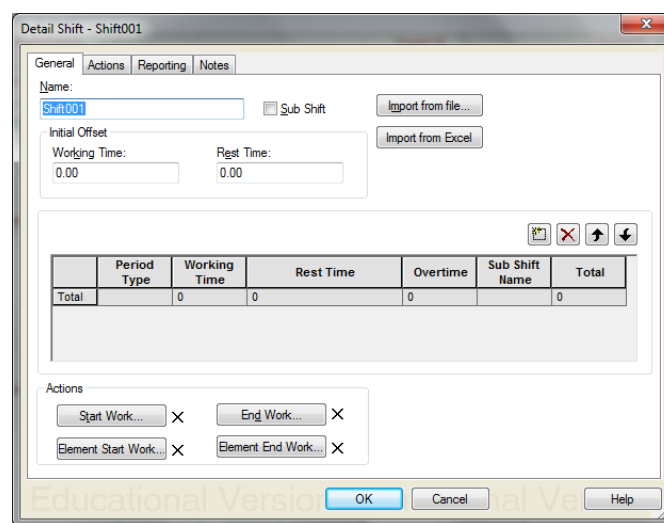 Detail Shift - Shift001
General Actions Reporting Notes
Name:
Shift001
Sub Shift
Import from file...
Initial Offset
Import from Excel
Working Time: Rest Time:
0.00 0.00
Period Type Working Time Rest Time Overtime Sub Shift Name Total
Total 0 0 0 0
Actions
Start Work... End Work...
Element Start Work... Element End Work...
Educational Version
OK Cancel Help